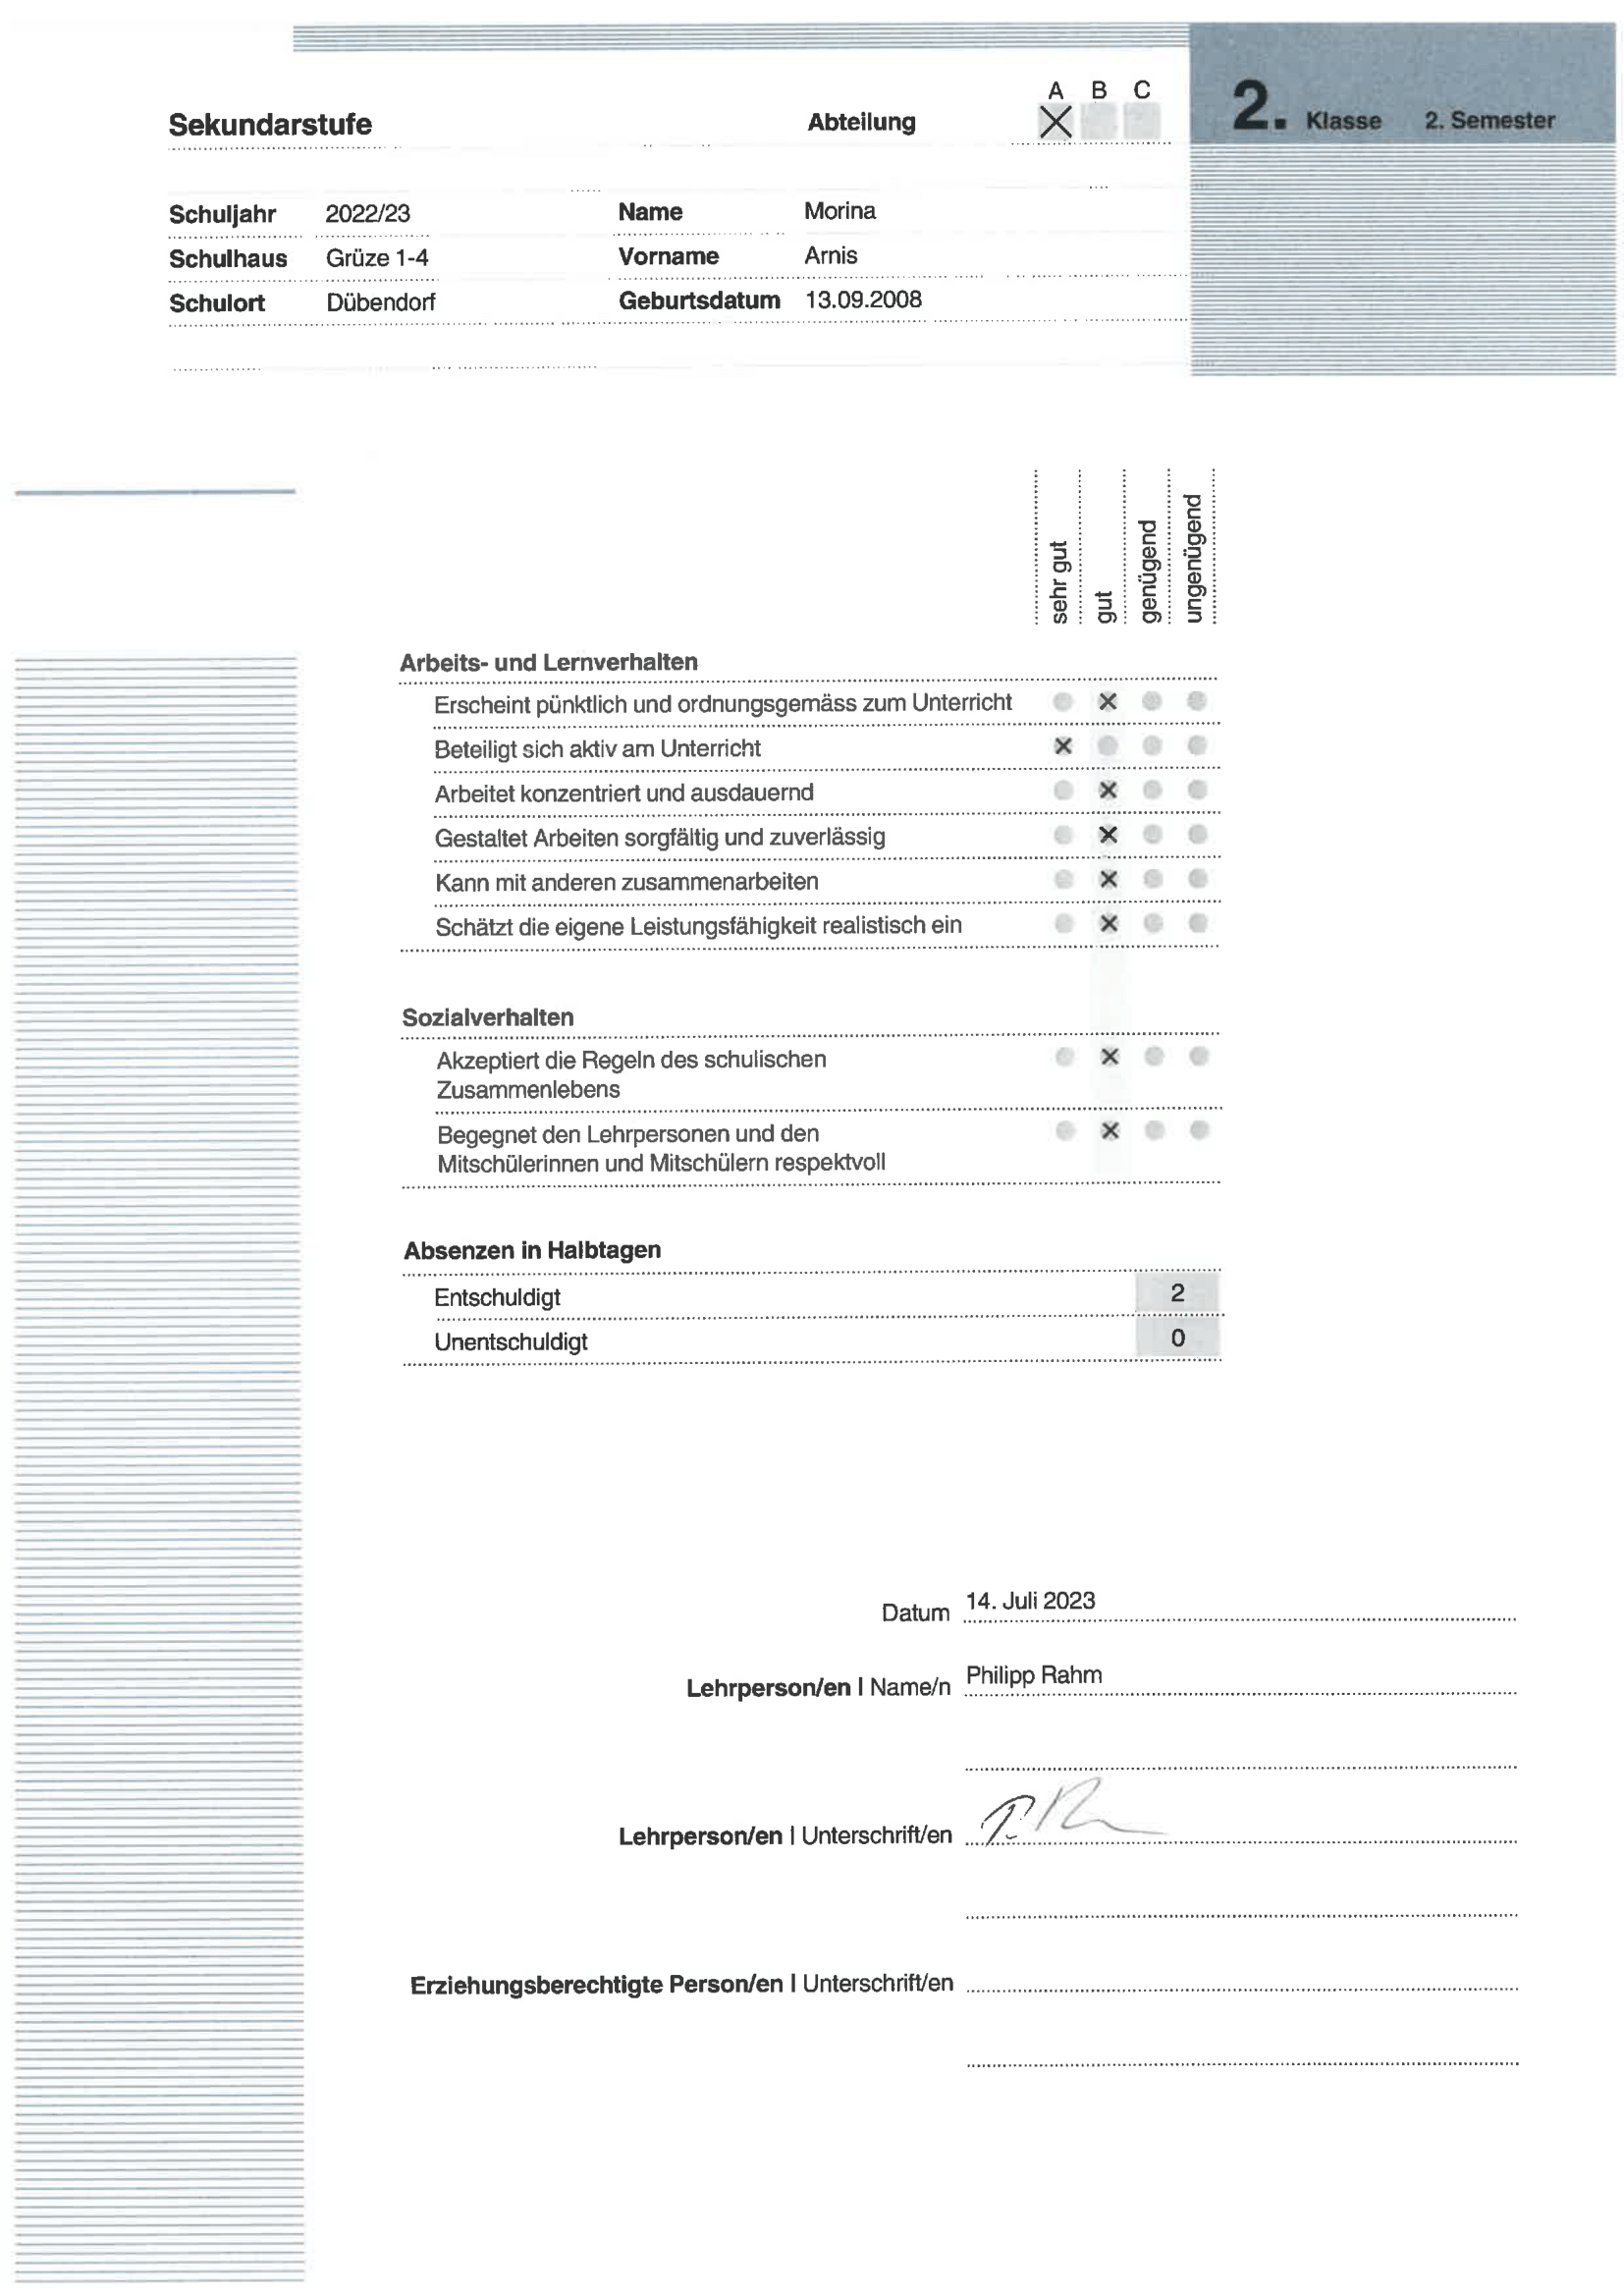 A B C
Sekundarstufe Abteilung 2. Klasse 2. Semester
Schuljahr 2022/23 Name Morina
Schulhaus Grüze 1-4 Vorname Arnis
Schulort Dübendorf Geburtsdatum 13.09.2008
sehr gut gut genügend ungenügend
Arbeits- und Lernverhalten
Erscheint pünktlich und ordnungsgemäss zum Unterricht
Beteiligt sich aktiv am Unterricht
Arbeitet konzentriert und ausdauernd
Gestaltet Arbeiten sorgfältig und zuverlässig
Kann mit anderen zusammenarbeiten
Schätzt die eigene Leistungsfähigkeit realistisch ein
Sozialverhalten
Akzeptiert die Regeln des schulischen
Zusammenlebens
Begegnet den Lehrpersonen und den
Mitschülerinnen und Mitschülern respektvoll
Absenzen in Halbtagen
Entschuldigt 2
Unentschuldigt 0
Datum 14. Juli 2023
Lehrperson/en | Name/n Philipp Rahm
Lehrperson/en | Unterschrift/en
Erziehungsberechtigte Person/en | Unterschrift/en